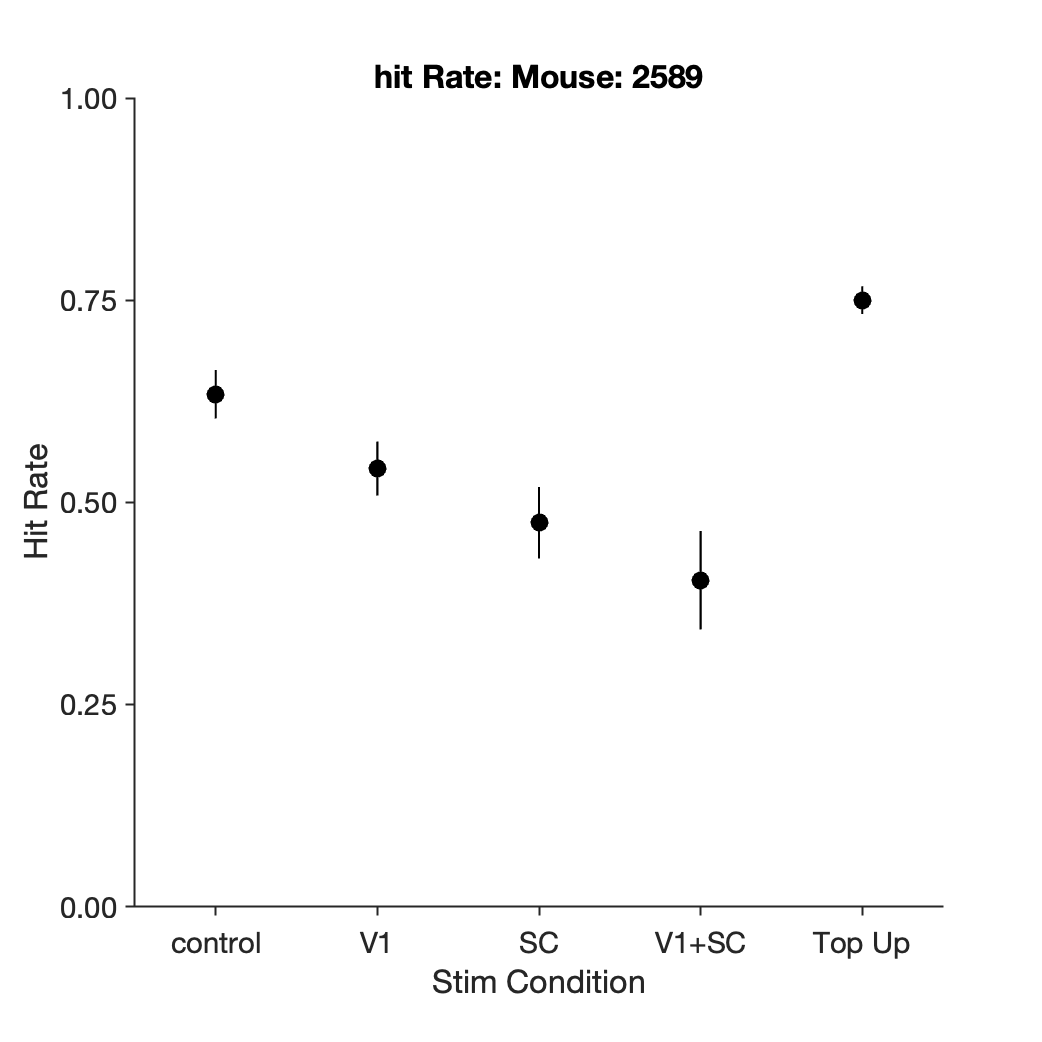 hit Rate: Mouse: 2589
1.00
0.75
0.50
0.25
0.00
Hit Rate
control V1 SC V1+SC Top Up
Stim Condition